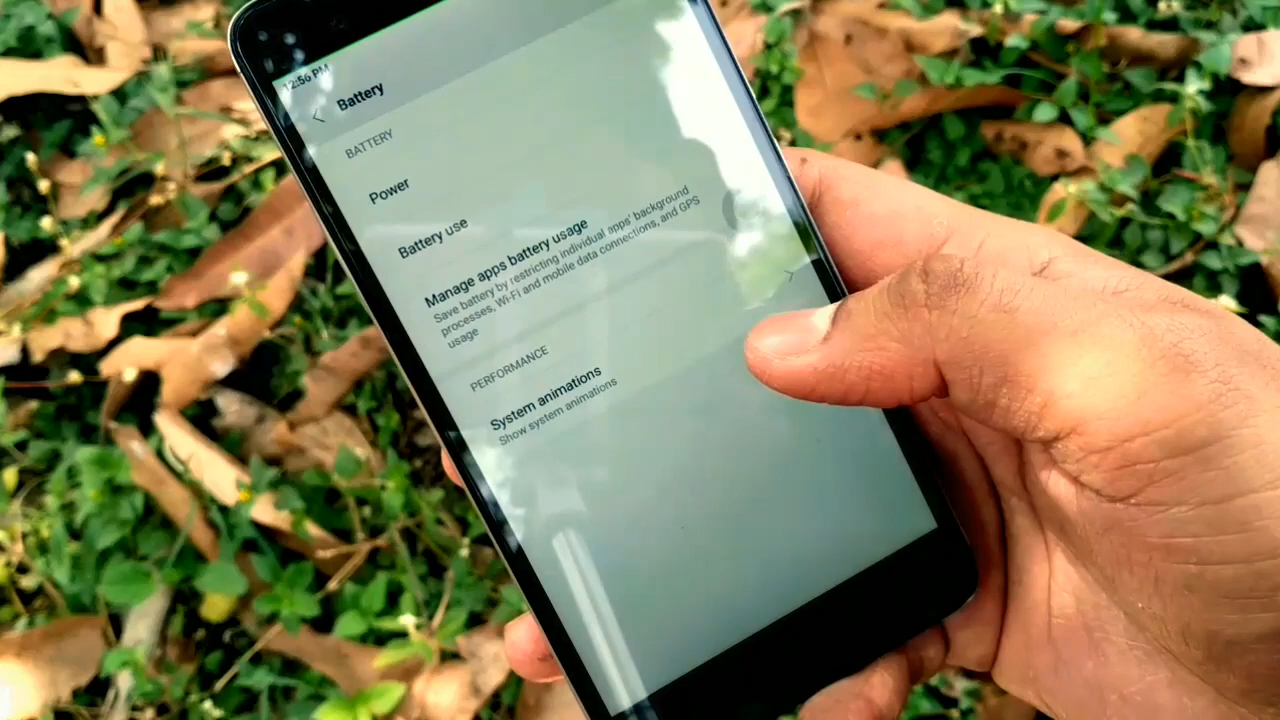 12:56 PM
Battery
BATTERY
Power
Battery use
Manage apps battery usage
Save battery by restricting individual apps' background
processes, Wi-Fi and mobile data connections, and GPS
usage
PERFORMANCE
System animations
Show system animations